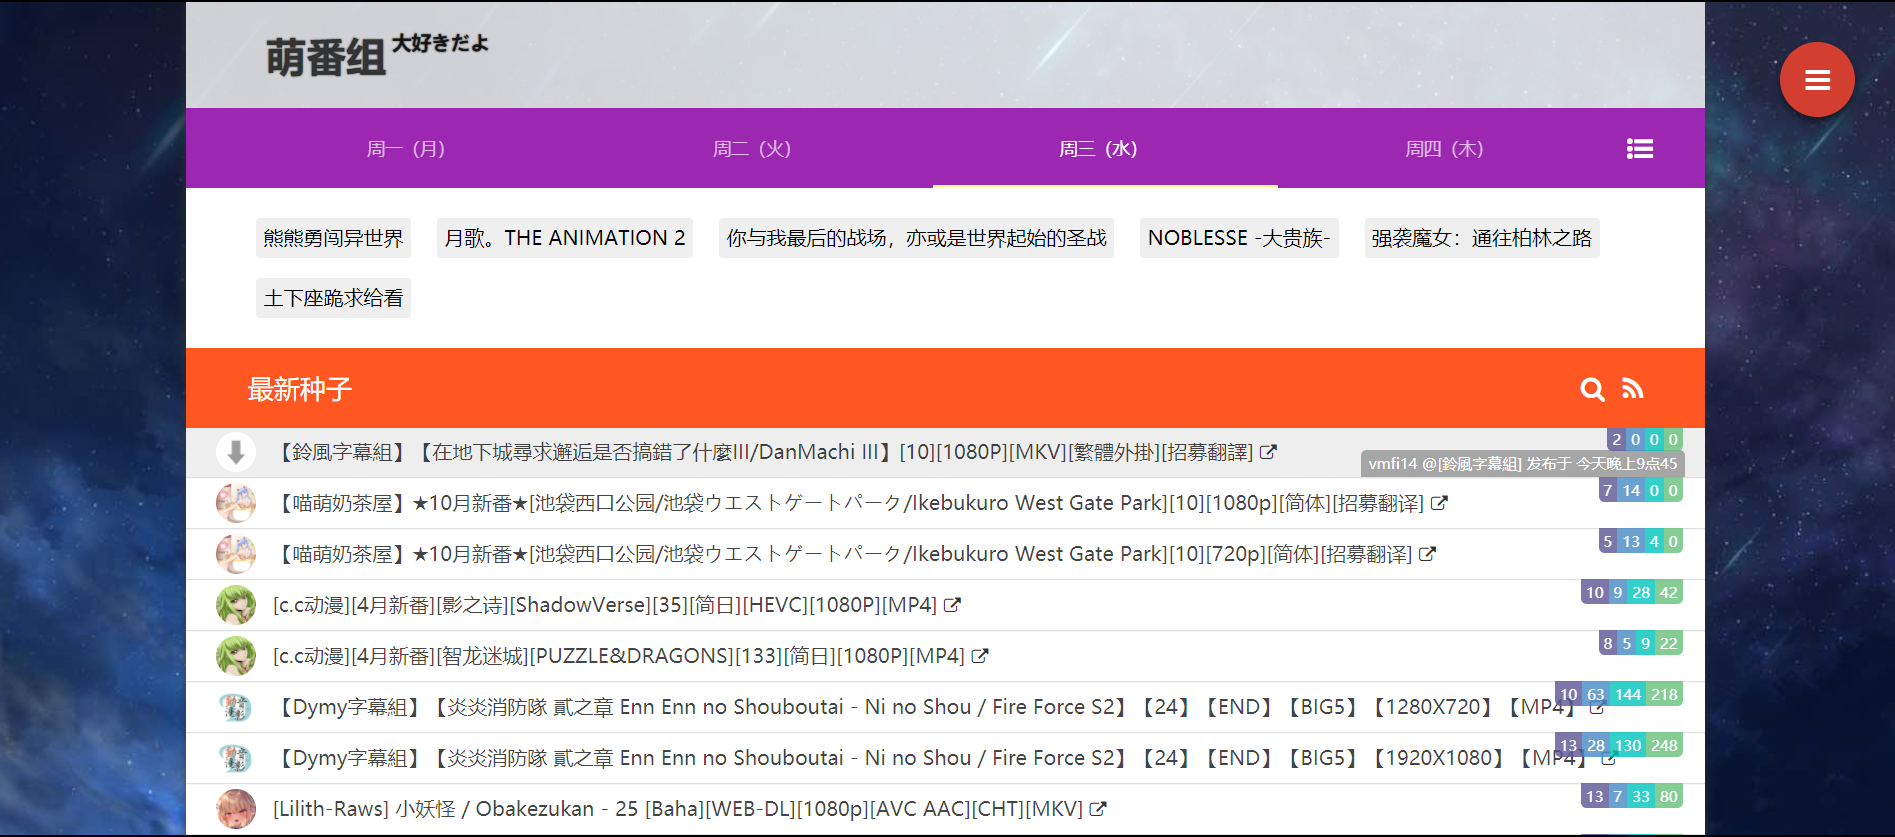 萌番组 大好きだよ
周一 (月) 周二 (火) 周三 (水) 周四 (木)
熊熊勇闯异世界 月歌。THE ANIMATION 2 你与我最后的战场，亦或是世界起始的圣战 NOBLESSE -大贵族- 强袭魔女：通往柏林之路
土下座跪求给看
最新种子
【鈴風字幕組】【在地下城尋求邂逅是否搞錯了什麼III/DanMachi III】[10][1080P][MKV][繁體外掛][招募翻譯] 2 0 0 0
vmfi14 @[鈴風字幕組] 发布于 今天晚上9点45
【喵萌奶茶屋】★10月新番★[池袋西口公园/池袋ウエストゲートパーク/Ikebukuro West Gate Park][10][1080p][简体][招募翻译] 7 14 0 0
【喵萌奶茶屋】★10月新番★[池袋西口公园/池袋ウエストゲートパーク/Ikebukuro West Gate Park][10][720p][简体][招募翻译] 5 13 4 0
[c.c动漫][4月新番][影之诗][ShadowVerse][35][简日][HEVC][1080P][MP4] 10 9 28 42
[c.c动漫][4月新番][智龙迷城][PUZZLE&DRAGONS][133][简日][1080P][MP4] 8 5 9 22
【Dymy字幕組】【炎炎消防隊 貳之章 Enn Enn no Shouboutai - Ni no Shou / Fire Force S2】【24】【END】【BIG5】【1280X720】【MP4】 10 63 144 218
【Dymy字幕組】【炎炎消防隊 貳之章 Enn Enn no Shouboutai - Ni no Shou / Fire Force S2】【24】【END】【BIG5】【1920X1080】【MP4】 13 28 130 248
[Lilith-Raws] 小妖怪 / Obakezukan - 25 [Baha][WEB-DL][1080p][AVC AAC][CHT][MKV] 13 7 33 80